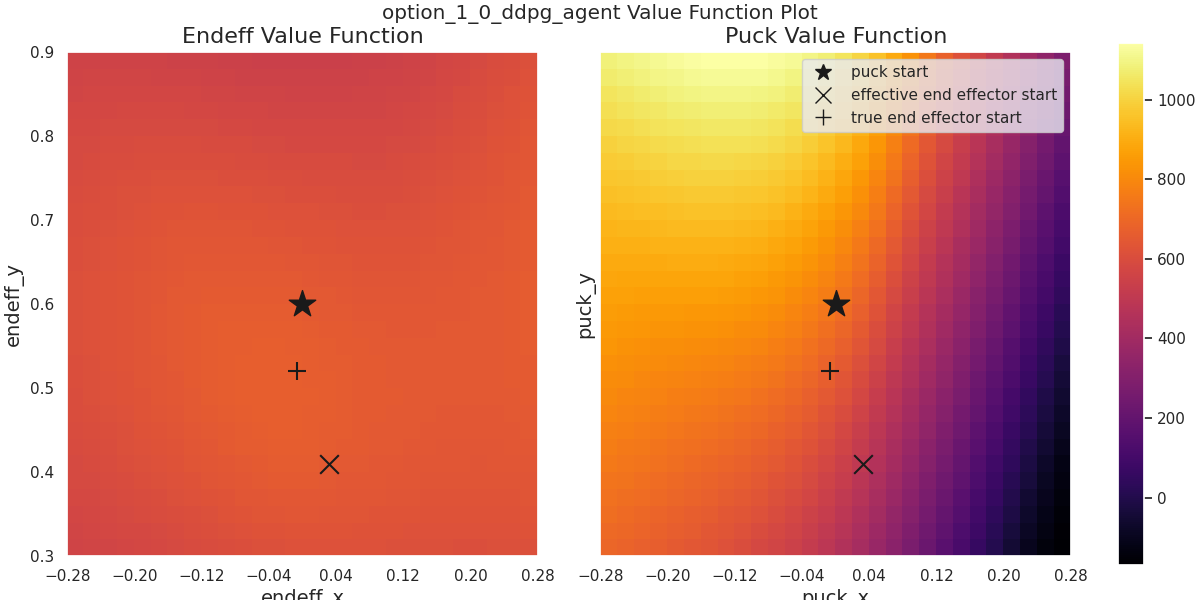 option_1_0_ddpg_agent Value Function Plot
Endeff Value Function
Puck Value Function
endeff_y
0.9
0.8
0.7
0.6
0.5
0.4
0.3
−0.28
−0.20
−0.12
−0.04
0.04
0.12
0.20
0.28
endeff_x
puck_y
puck start
effective end effector start
true end effector start
−0.28
−0.20
−0.12
−0.04
0.04
0.12
0.20
0.28
puck_x
1000
800
600
400
200
0